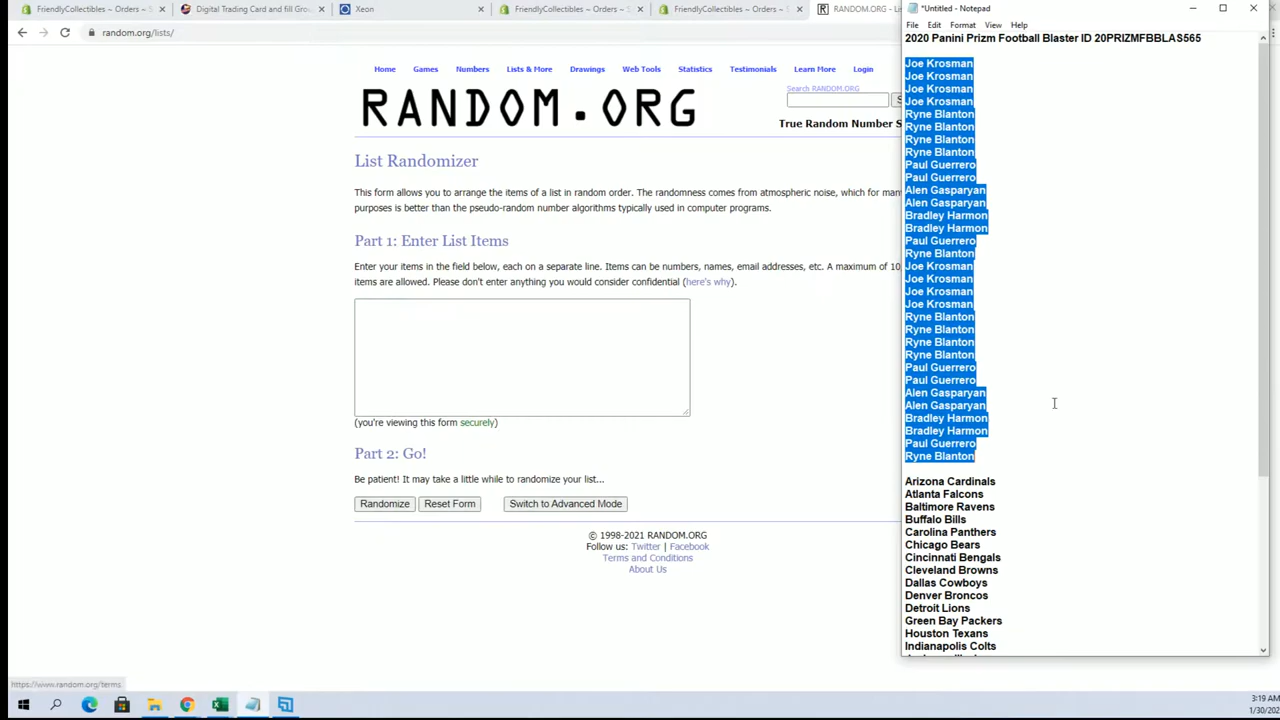 FriendlyCollectibles ~ Orders ~ S
Digital Trading Card and fill Grou
Xeon
FriendlyCollectibles ~ Orders ~ S
FriendlyCollectibles ~ Orders ~ S
RANDOM.ORG - Li
random.org/lists/
Home Games Numbers Lists & More Drawings Web Tools Statistics Testimonials Learn More Login
Search RANDOM.ORG
RANDOM.ORG
True Random Number S
List Randomizer
This form allows you to arrange the items of a list in random order. The randomness comes from atmospheric noise, which for man
purposes is better than the pseudo-random number algorithms typically used in computer programs.
Part 1: Enter List Items
Enter your items in the field below, each on a separate line. Items can be numbers, names, email addresses, etc. A maximum of 10,
items are allowed. Please don't enter anything you would consider confidential (here's why).
(you're viewing this form securely)
Part 2: Go!
Be patient! It may take a little while to randomize your list...
Randomize Reset Form Switch to Advanced Mode
© 1998-2021 RANDOM.ORG
Follow us: Twitter | Facebook
Terms and Conditions
About Us
https://www.random.org/terms
*Untitled - Notepad
File Edit Format View Help
2020 Panini Prizm Football Blaster ID 20PRIZMFBBLAS565
Joe Krosman
Joe Krosman
Joe Krosman
Joe Krosman
Ryne Blanton
Ryne Blanton
Ryne Blanton
Ryne Blanton
Paul Guerrero
Paul Guerrero
Alen Gasparyan
Alen Gasparyan
Bradley Harmon
Bradley Harmon
Paul Guerrero
Ryne Blanton
Joe Krosman
Joe Krosman
Joe Krosman
Joe Krosman
Ryne Blanton
Ryne Blanton
Ryne Blanton
Ryne Blanton
Paul Guerrero
Paul Guerrero
Alen Gasparyan
Alen Gasparyan
Bradley Harmon
Bradley Harmon
Paul Guerrero
Ryne Blanton
Arizona Cardinals
Atlanta Falcons
Baltimore Ravens
Buffalo Bills
Carolina Panthers
Chicago Bears
Cincinnati Bengals
Cleveland Browns
Dallas Cowboys
Denver Broncos
Detroit Lions
Green Bay Packers
Houston Texans
Indianapolis Colts
3:19 AM
1/30/202